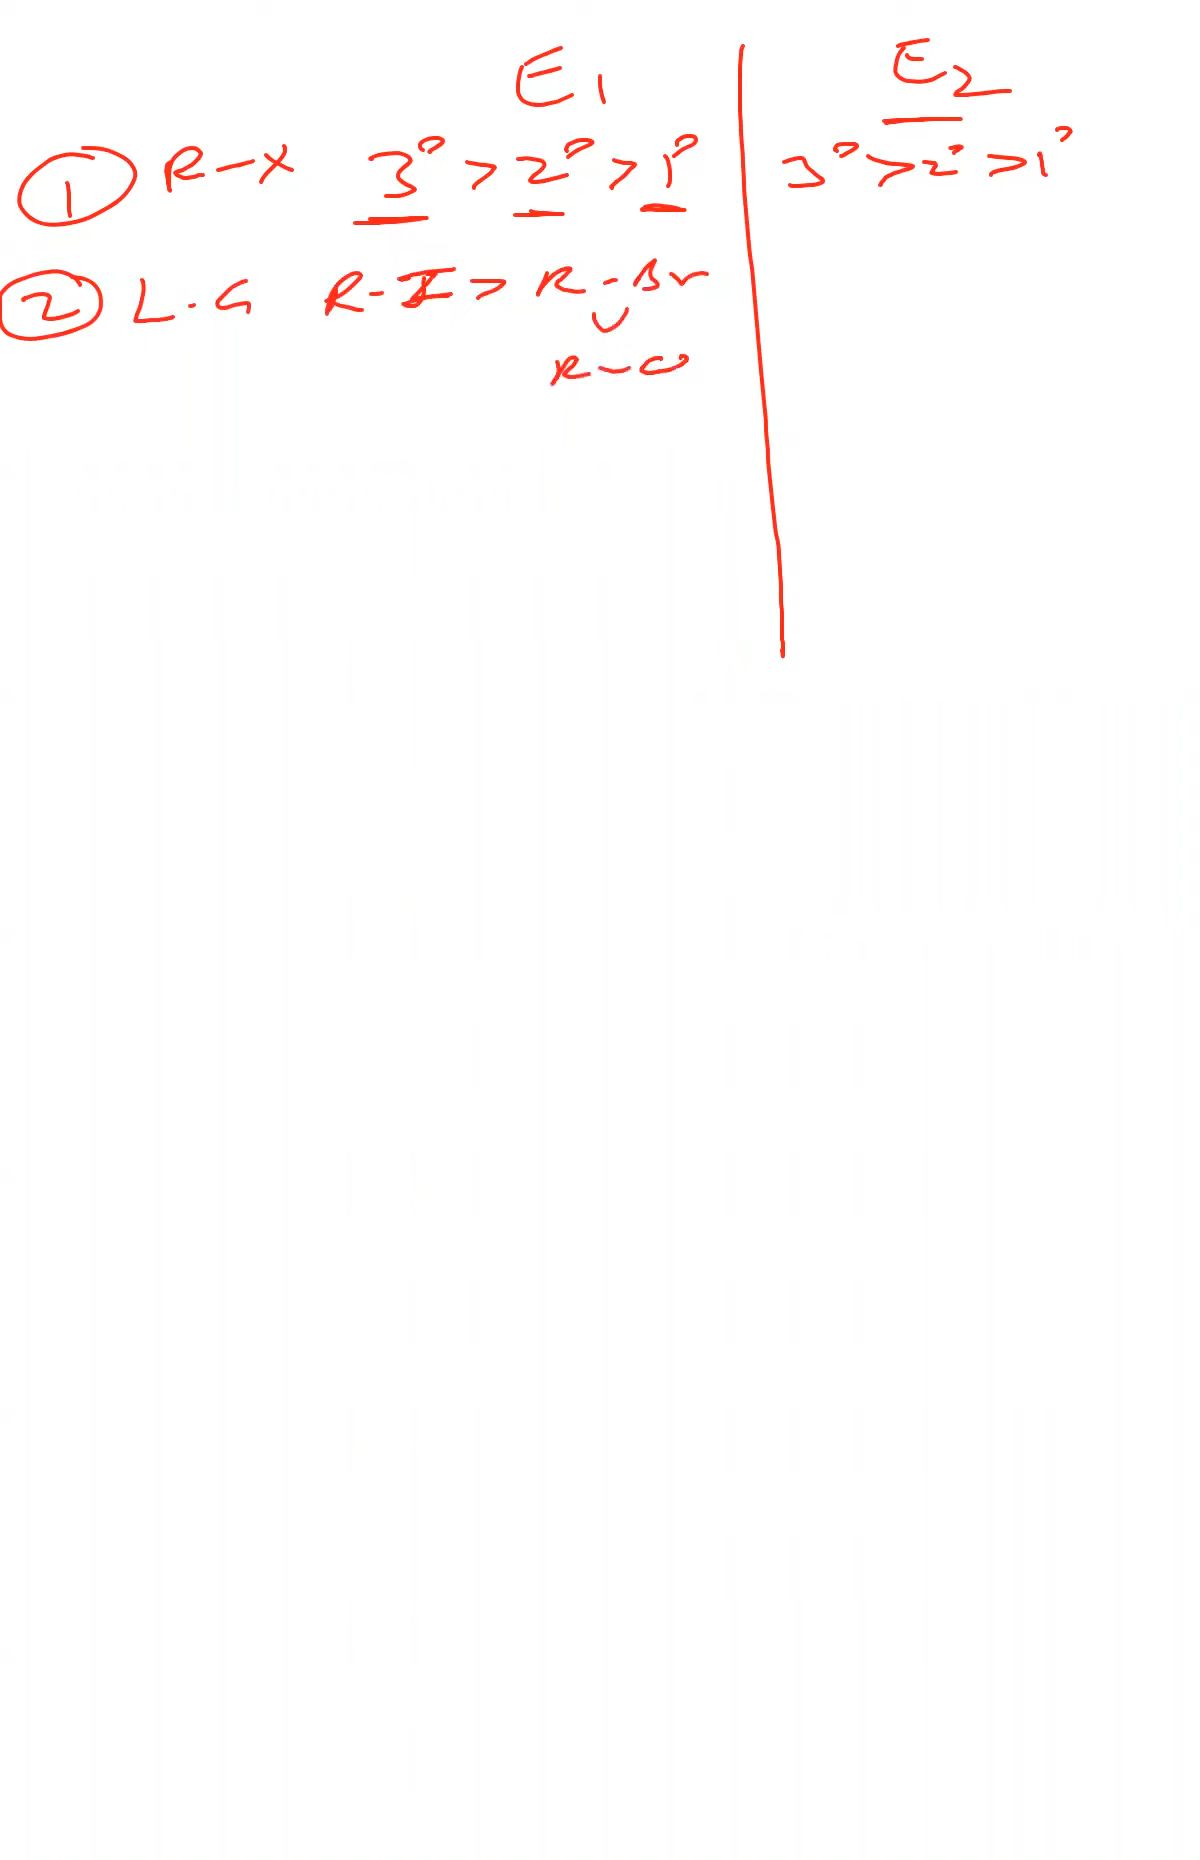 E1 E2
1 R-X 3° > 2° > 1° 3° > 2° > 1°
2 L.G R-I > R-Br
v
R-Cl